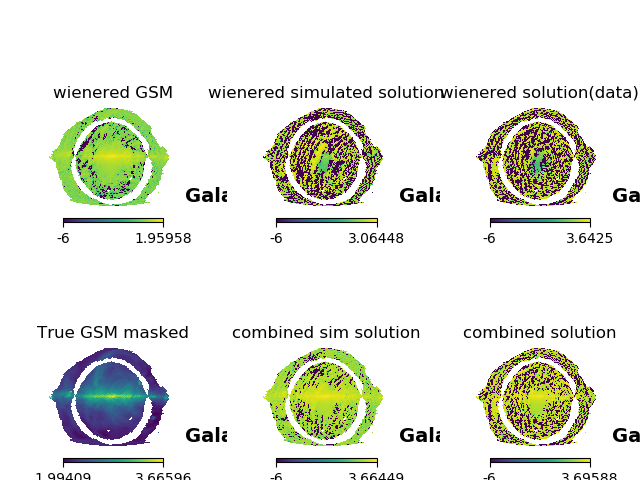 wienered GSM
wienered simulated solution
wienered solution(data)
Gala
Gala
Ga
-6 1.95958
-6 3.06448
-6 3.6425
True GSM masked
combined sim solution
combined solution
Gala
Gala
Ga
1.99409 3.66596
-6 3.66449
-6 3.69588